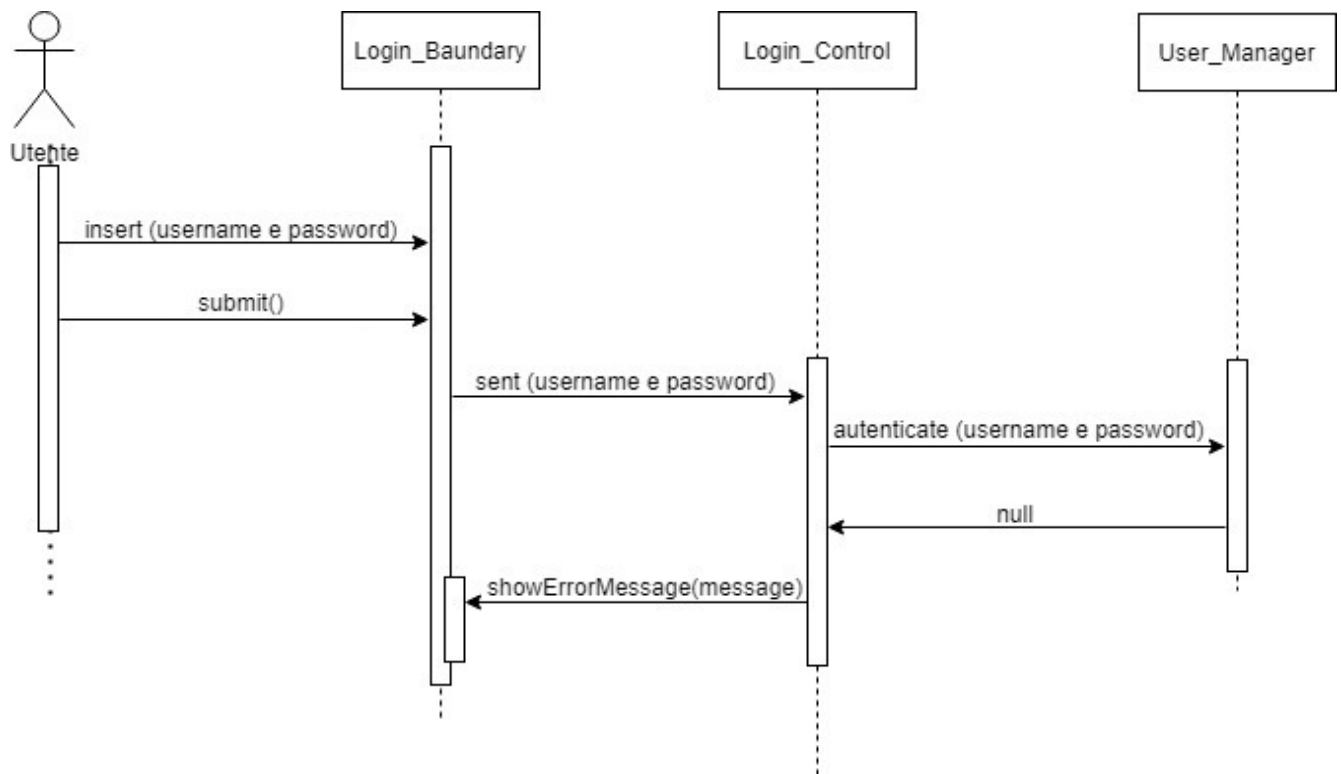 Login_Baundary
Login_Control
User_Manager
Utente
insert (username e password)
submit()
sent (username e password)
autenticate (username e password)
null
showErrorMessage(message)